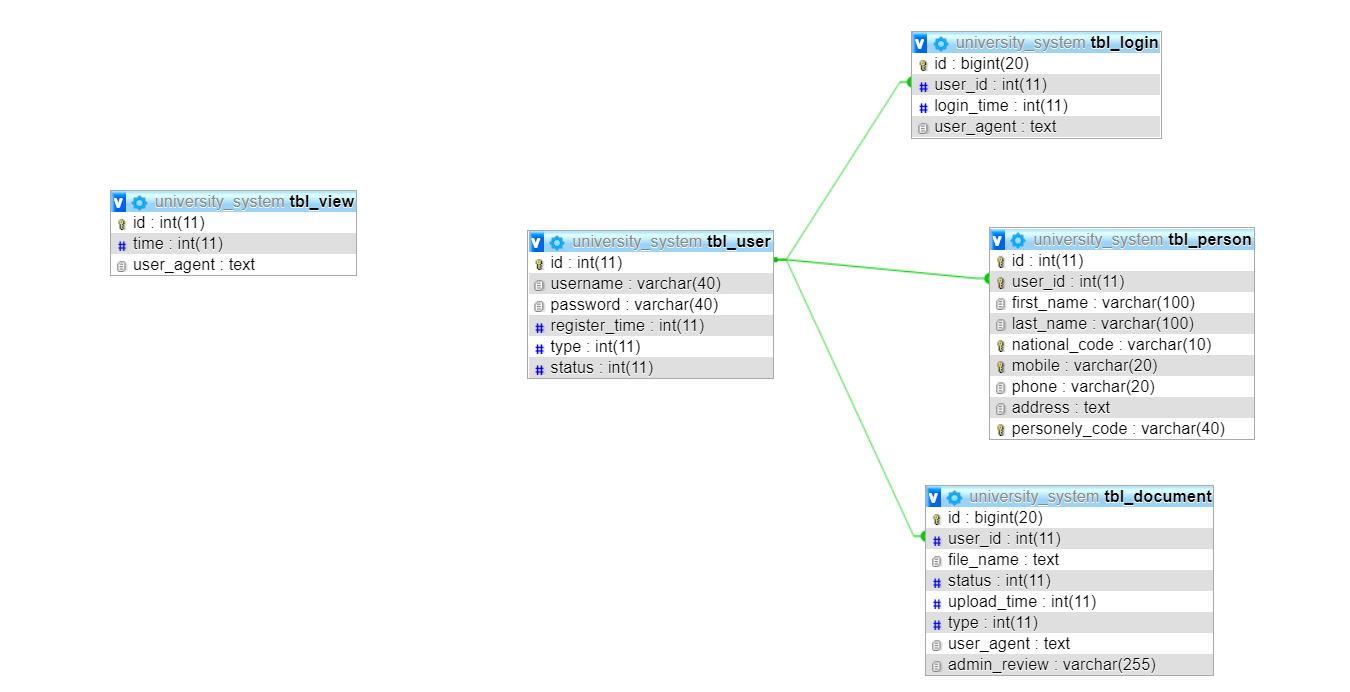 university_system tbl_login
id : bigint(20)
user_id : int(11)
login_time : int(11)
user_agent : text
university_system tbl_view
id : int(11)
time : int(11)
user_agent : text
university_system tbl_user
id : int(11)
username : varchar(40)
password : varchar(40)
register_time : int(11)
type : int(11)
status : int(11)
university_system tbl_person
id : int(11)
user_id : int(11)
first_name : varchar(100)
last_name : varchar(100)
national_code : varchar(10)
mobile : varchar(20)
phone : varchar(20)
address : text
personely_code : varchar(40)
university_system tbl_document
id : bigint(20)
user_id : int(11)
file_name : text
status : int(11)
upload_time : int(11)
type : int(11)
user_agent : text
admin_review : varchar(255)